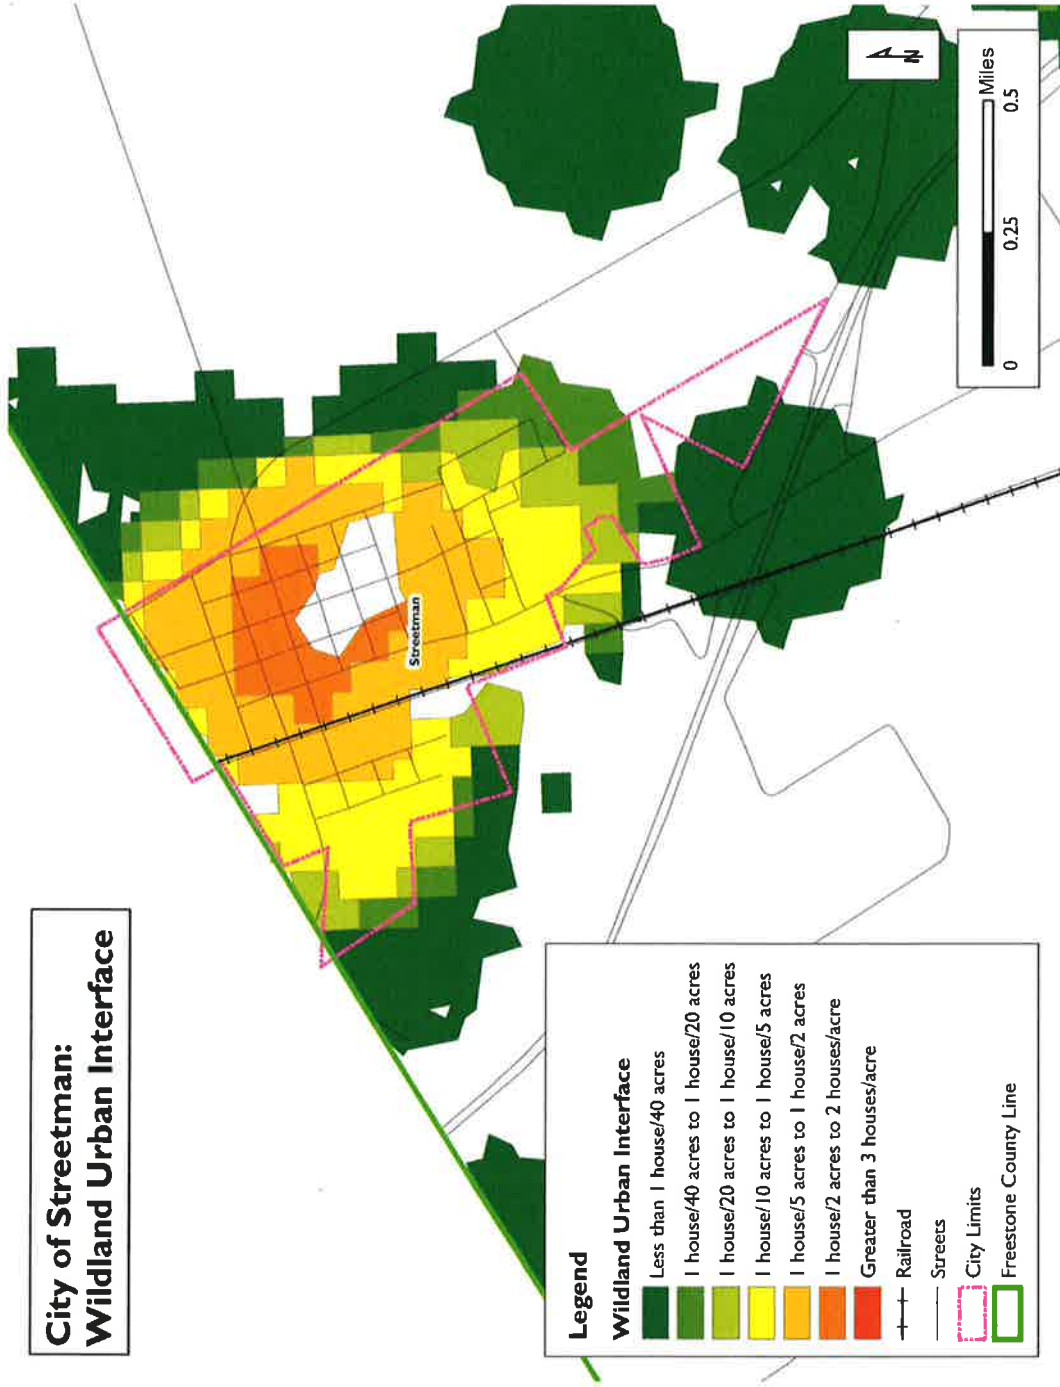 City of Streetman:
Wildland Urban Interface
Streetman
Legend
Wildland Urban Interface
Less than 1 house/40 acres
1 house/40 acres to 1 house/20 acres
1 house/20 acres to 1 house/10 acres
1 house/10 acres to 1 house/5 acres
1 house/5 acres to 1 house/2 acres
1 house/2 acres to 2 houses/acre
Greater than 3 houses/acre
Railroad
Streets
City Limits
Freestone County Line
N
0 0.25 0.5
Miles